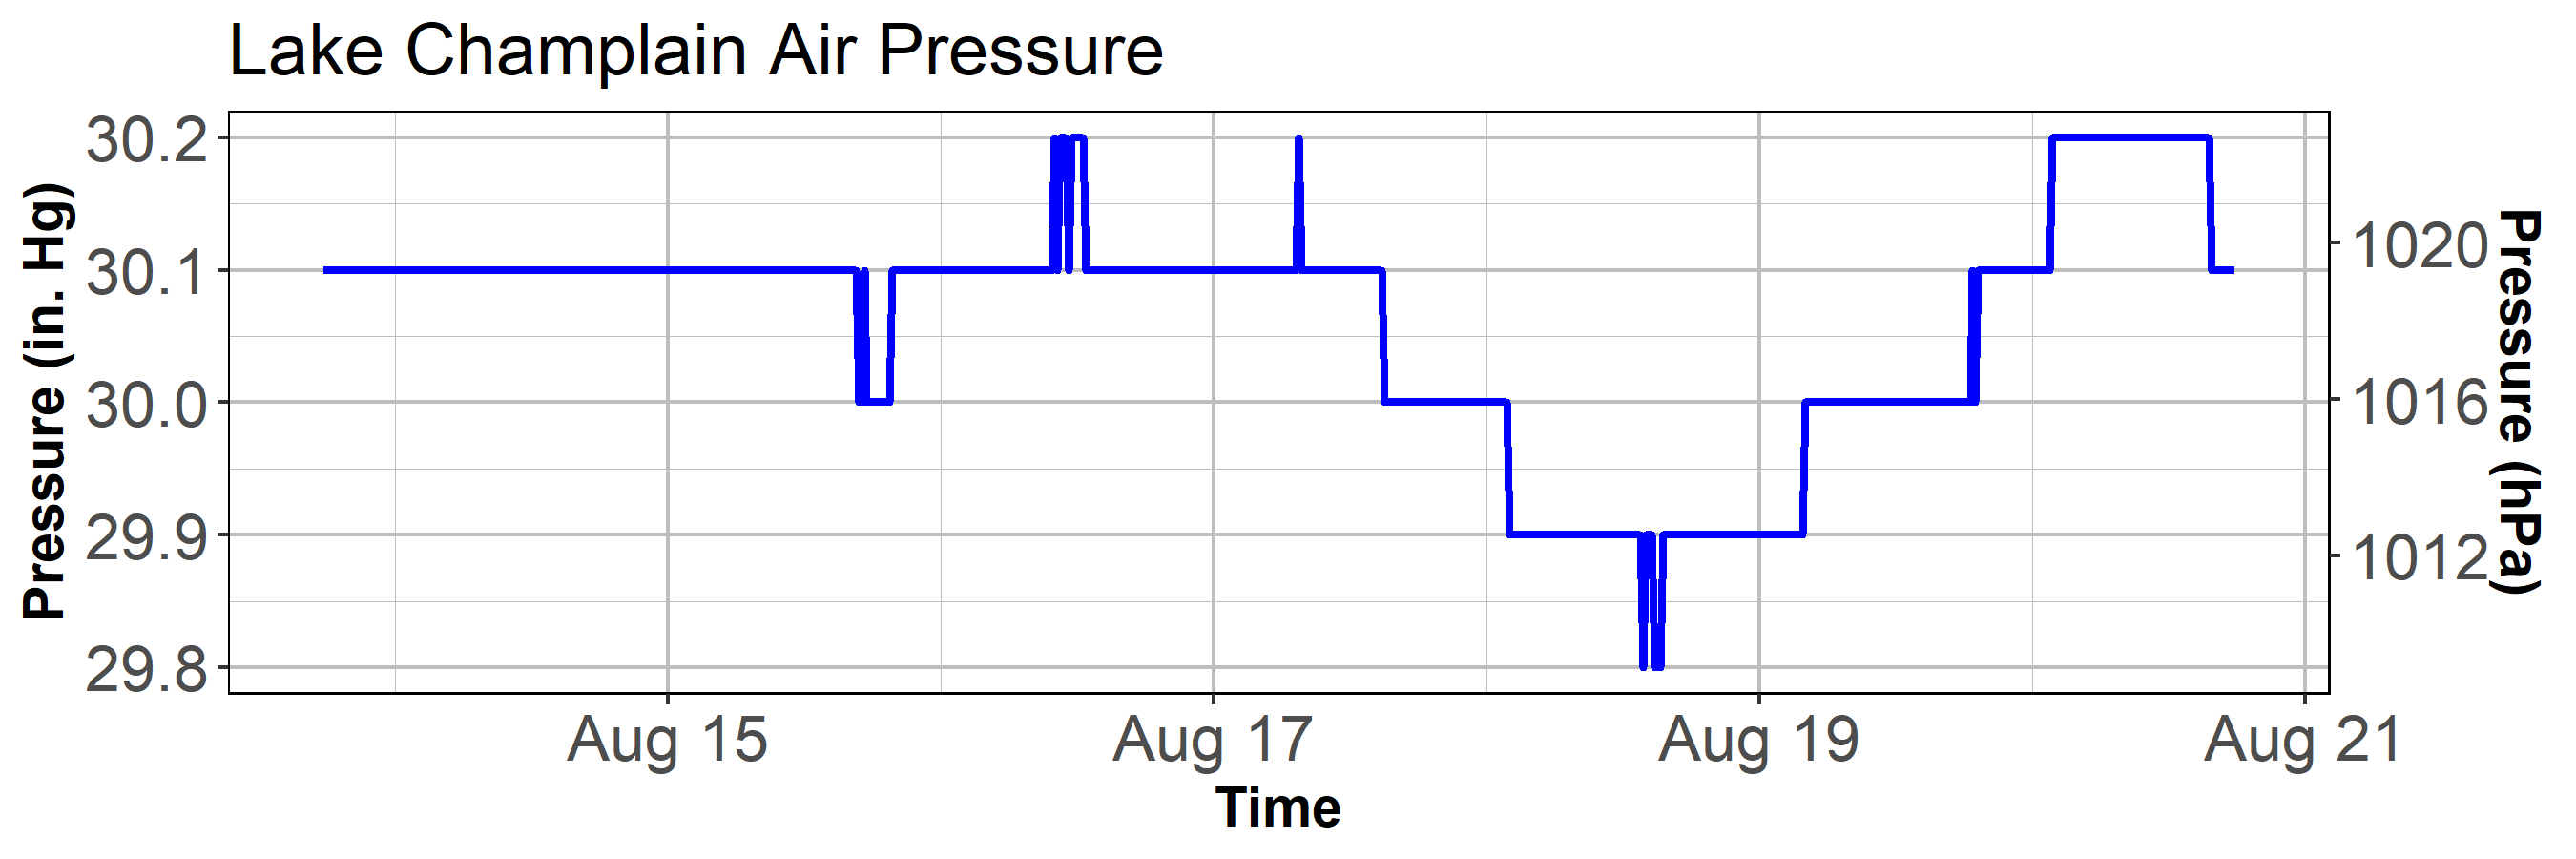 Lake Champlain Air Pressure
Pressure (in. Hg)
30.2
30.1
30.0
29.9
29.8
1020
1016
1012
Pressure (hPa)
Aug 15
Aug 17
Aug 19
Aug 21
Time